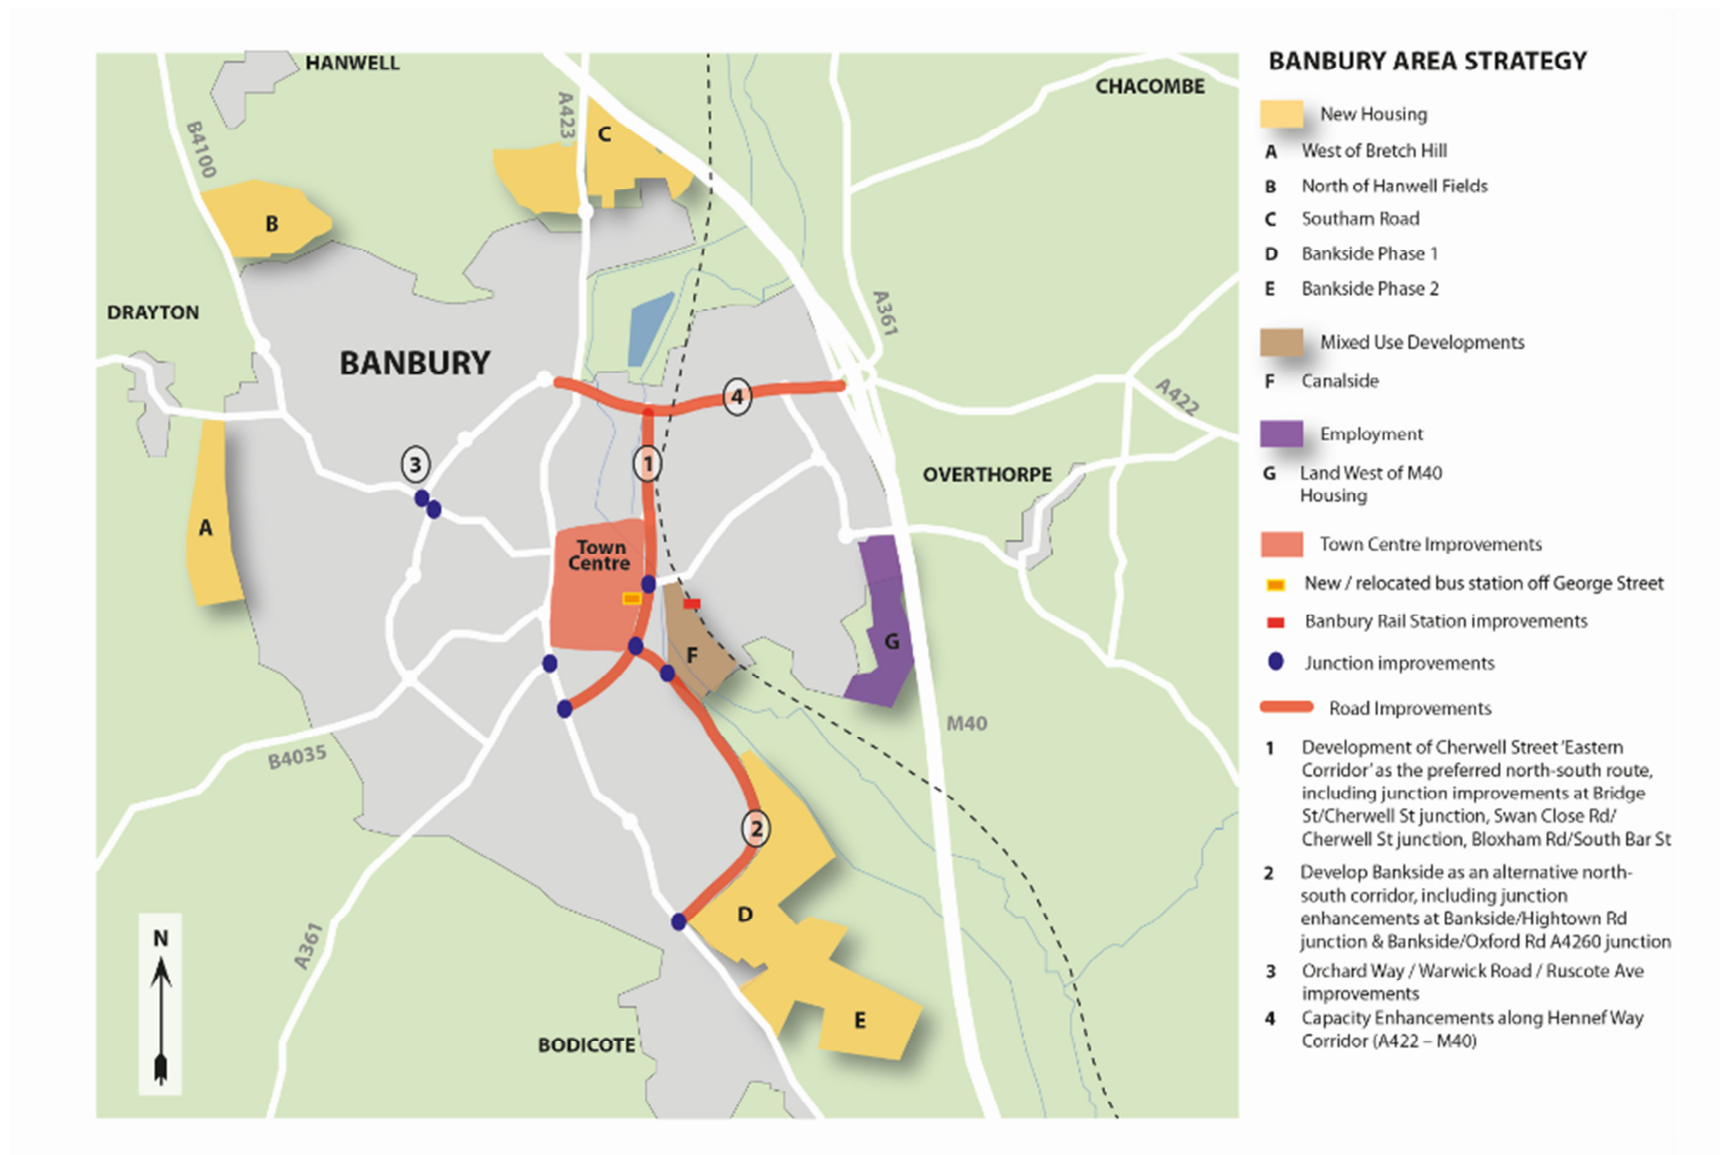 HANWELL
CHACOMBE
A423
C
B4100
B
A361
DRAYTON
BANBURY
4
A422
3
1
OVERTHORPE
A
Town
Centre
G
F
M40
B4035
2
D
N
A361
E
BODICOTE
BANBURY AREA STRATEGY
New Housing
A West of Bretch Hill
B North of Hanwell Fields
C Southam Road
D Bankside Phase 1
E Bankside Phase 2
Mixed Use Developments
F Canalside
Employment
G Land West of M40
Housing
Town Centre Improvements
New / relocated bus station off George Street
Banbury Rail Station improvements
Junction improvements
Road Improvements
1 Development of Cherwell Street 'Eastern
Corridor' as the preferred north-south route,
including junction improvements at Bridge
St/Cherwell St junction, Swan Close Rd/
Cherwell St junction, Bloxham Rd/South Bar St
2 Develop Bankside as an alternative north-
south corridor, including junction
enhancements at Bankside/Hightown Rd
junction & Bankside/Oxford Rd A4260 junction
3 Orchard Way / Warwick Road / Ruscote Ave
improvements
4 Capacity Enhancements along Hennef Way
Corridor (A422 – M40)